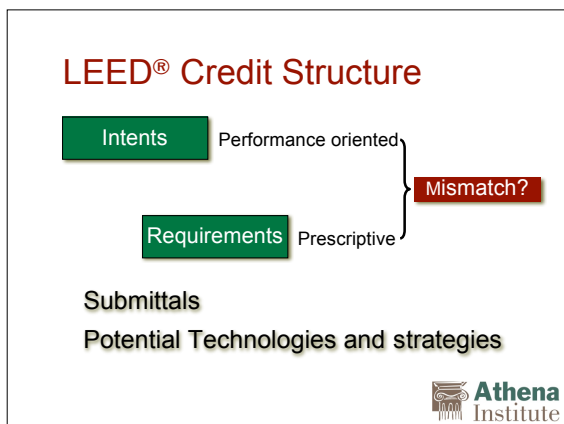 LEED® Credit Structure
Intents Performance oriented
Mismatch?
Requirements Prescriptive
Submittals
Potential Technologies and strategies
Athena
Institute